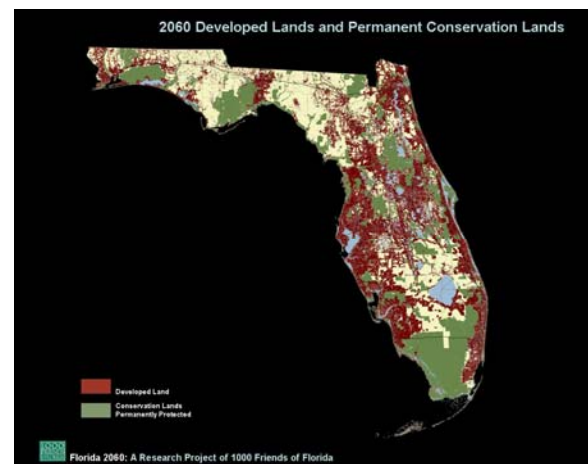 2060 Developed Lands and Permanent Conservation Lands
Developed Land
Conservation Lands
Permanently Protected
Florida 2060: A Research Project of 1000 Friends of Florida